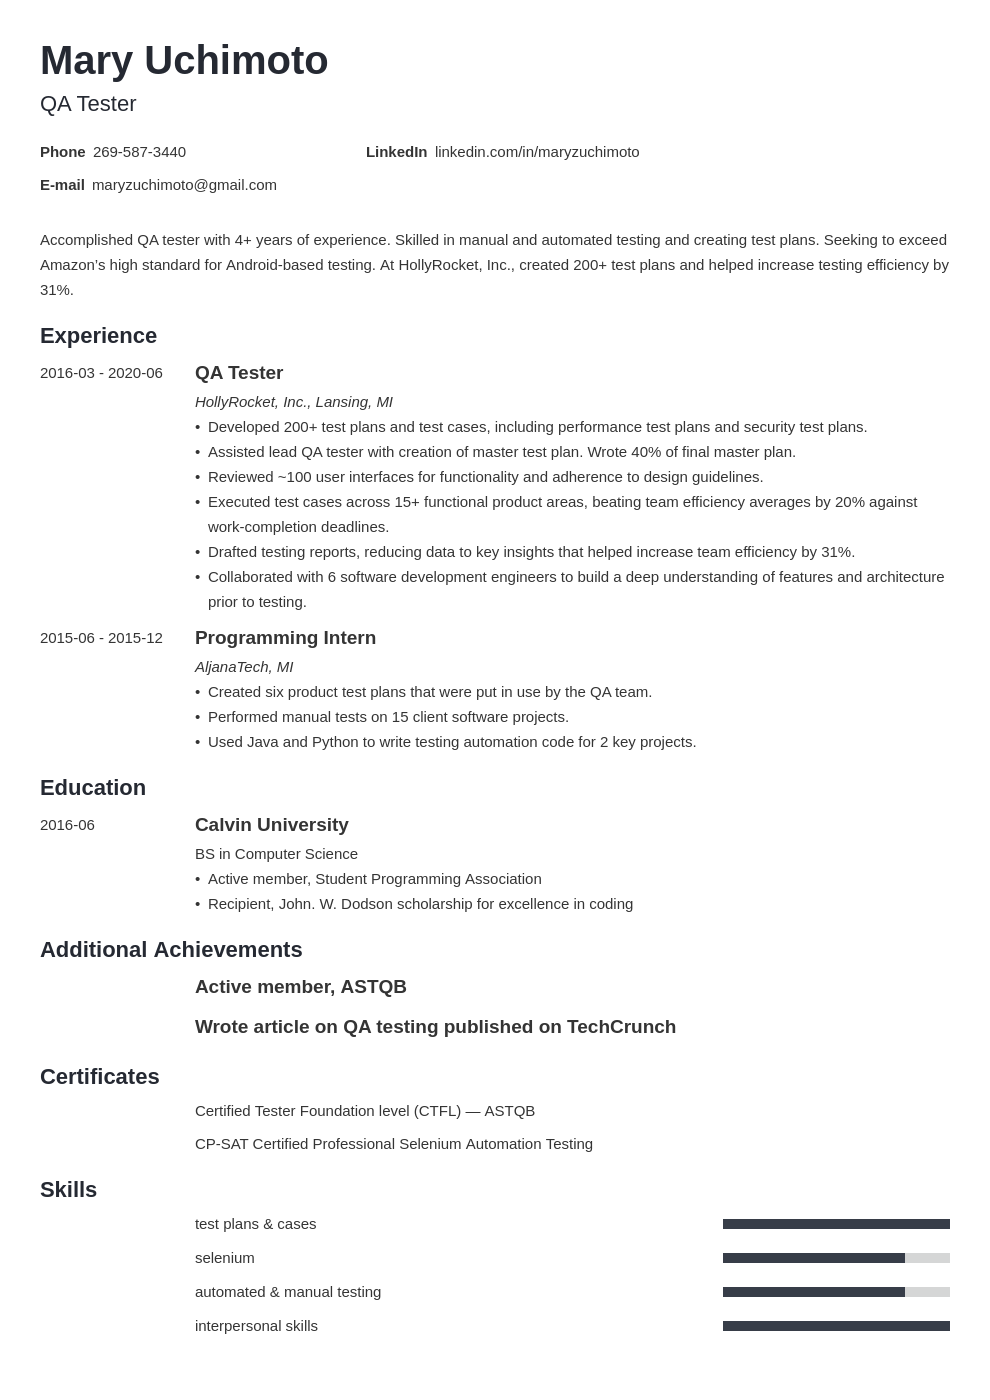 Mary Uchimoto
QA Tester
Phone 269-587-3440 LinkedIn linkedin.com/in/maryzuchimoto
E-mail maryzuchimoto@gmail.com
Accomplished QA tester with 4+ years of experience. Skilled in manual and automated testing and creating test plans. Seeking to exceed
Amazon’s high standard for Android-based testing. At HollyRocket, Inc., created 200+ test plans and helped increase testing efficiency by
31%.
Experience
2016-03 - 2020-06 QA Tester
HollyRocket, Inc., Lansing, MI
• Developed 200+ test plans and test cases, including performance test plans and security test plans.
• Assisted lead QA tester with creation of master test plan. Wrote 40% of final master plan.
• Reviewed ~100 user interfaces for functionality and adherence to design guidelines.
• Executed test cases across 15+ functional product areas, beating team efficiency averages by 20% against
work-completion deadlines.
• Drafted testing reports, reducing data to key insights that helped increase team efficiency by 31%.
• Collaborated with 6 software development engineers to build a deep understanding of features and architecture
prior to testing.
2015-06 - 2015-12 Programming Intern
AljanaTech, MI
• Created six product test plans that were put in use by the QA team.
• Performed manual tests on 15 client software projects.
• Used Java and Python to write testing automation code for 2 key projects.
Education
2016-06 Calvin University
BS in Computer Science
• Active member, Student Programming Association
• Recipient, John. W. Dodson scholarship for excellence in coding
Additional Achievements
Active member, ASTQB
Wrote article on QA testing published on TechCrunch
Certificates
Certified Tester Foundation level (CTFL) — ASTQB
CP-SAT Certified Professional Selenium Automation Testing
Skills
test plans & cases
selenium
automated & manual testing
interpersonal skills